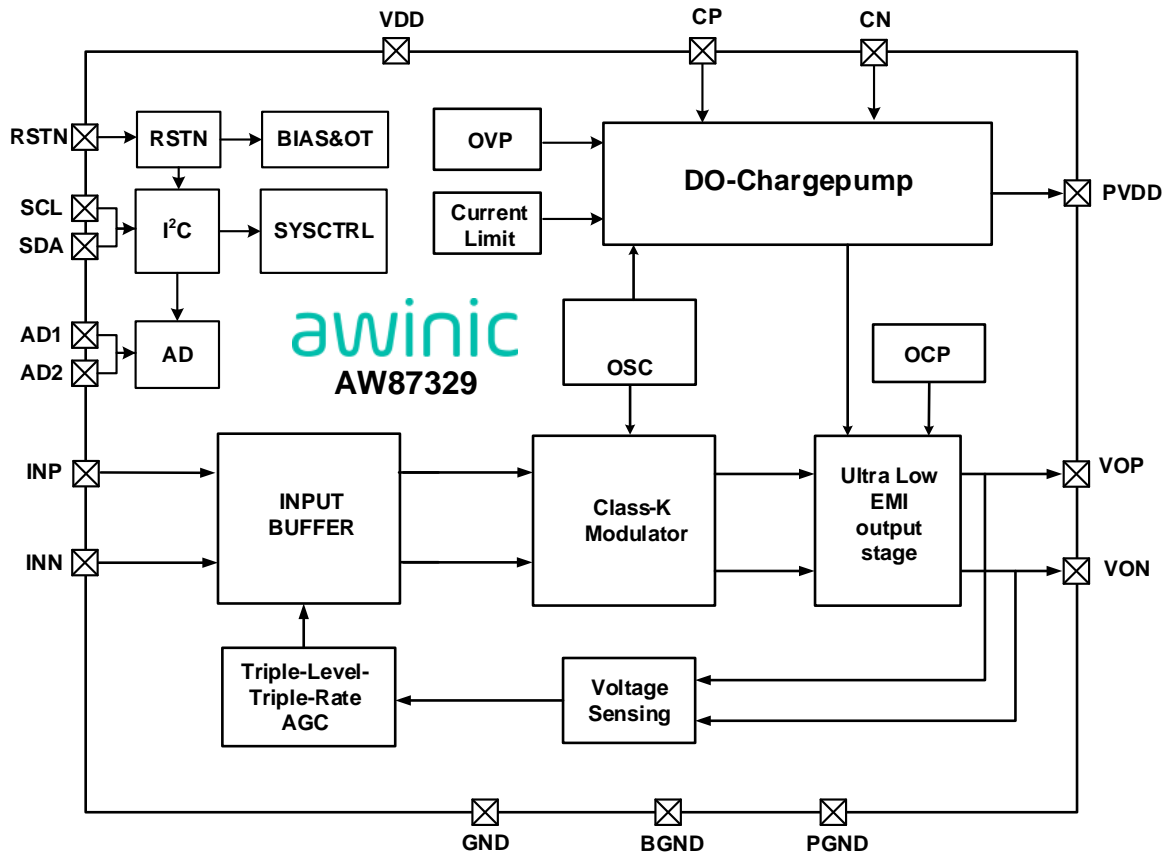 VDD
CP
CN
RSTN
RSTN
BIAS&OT
OVP
DO-Chargepump
PVDD
SCL
SDA
I²C
SYSCTRL
Current
Limit
AD1
AD2
AD
awinic
AW87329
OSC
OCP
INP
INN
INPUT
BUFFER
Class-K
Modulator
Ultra Low
EMI
output
stage
VOP
VON
Triple-Level-
Triple-Rate
AGC
Voltage
Sensing
GND
BGND
PGND